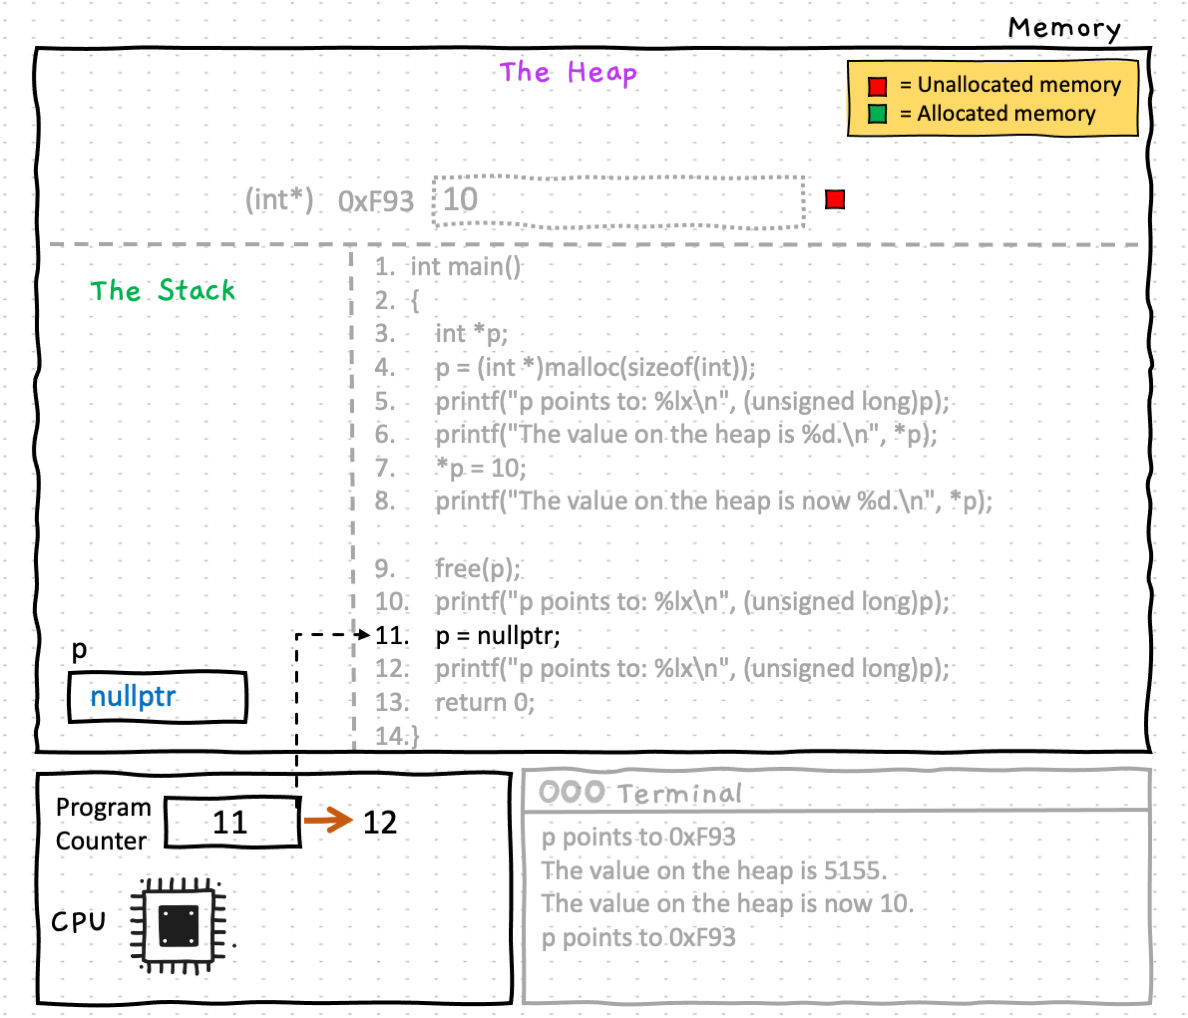 Memory
The Heap
= Unallocated memory
= Allocated memory
(int*) 0xF93 10
The Stack
1. int main()
2. {
3. int *p;
4. p = (int *)malloc(sizeof(int));
5. printf("p points to: %lx\n", (unsigned long)p);
6. printf("The value on the heap is %d.\n", *p);
7. *p = 10;
8. printf("The value on the heap is now %d.\n", *p);
9. free(p);
10. printf("p points to: %lx\n", (unsigned long)p);
11. p = nullptr;
12. printf("p points to: %lx\n", (unsigned long)p);
13. return 0;
14.}
p
nullptr
Program
Counter
11
12
CPU
Terminal
p points to 0xF93
The value on the heap is 5155.
The value on the heap is now 10.
p points to 0xF93